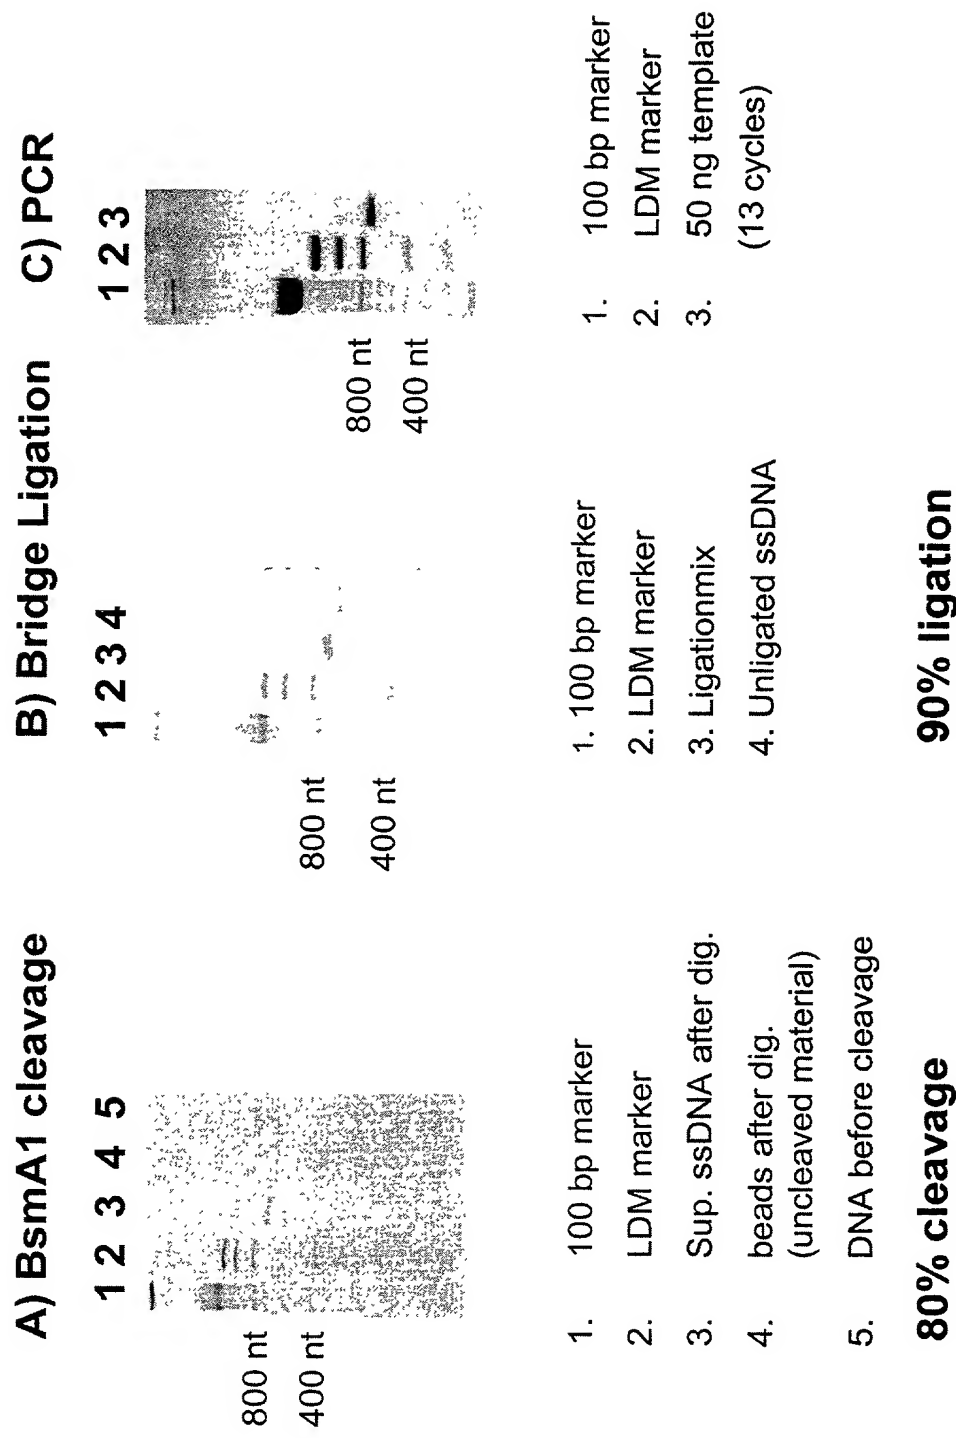 A) BsmA1 cleavage
1 2 3 4 5
800 nt
400 nt
1. 100 bp marker
2. LDM marker
3. Sup. ssDNA after dig.
4. beads after dig.
(uncleaved material)
5. DNA before cleavage
80% cleavage
B) Bridge Ligation
1 2 3 4
800 nt
400 nt
1. 100 bp marker
2. LDM marker
3. Ligationmix
4. Unligated ssDNA
90% ligation
C) PCR
1 2 3
800 nt
400 nt
1. 100 bp marker
2. LDM marker
3. 50 ng template
(13 cycles)